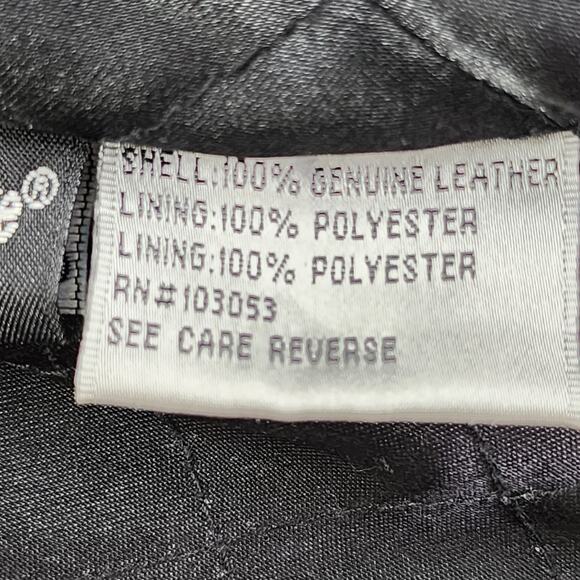 SHELL:100% GENUINE LEATHER
LINING:100% POLYESTER
LINING:100% POLYESTER
RN#103053
SEE CARE REVERSE